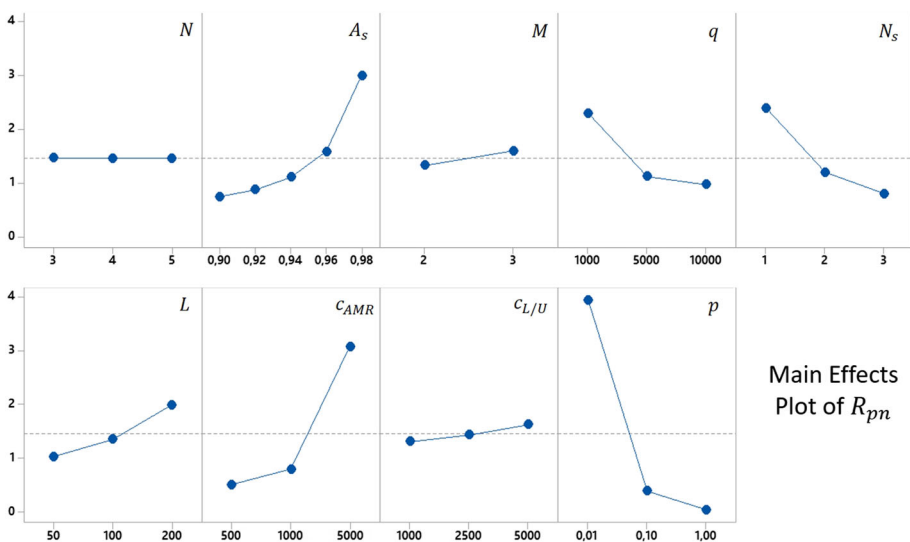 N A_s M q N_s
4
3
2
1
0
3 4 5 0,90 0,92 0,94 0,96 0,98 2 3 1000 5000 10000 1 2 3
L c_AMR c_L/U p
4
3
2
1
0
50 100 200 500 1000 5000 1000 2500 5000 0,01 0,10 1,00
Main Effects
Plot of R_pn